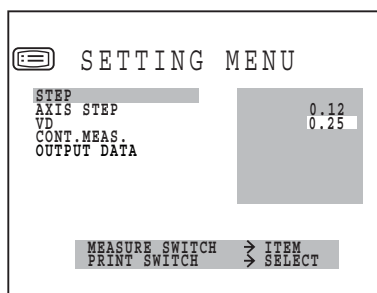 SETTING MENU
STEP
AXIS STEP
VD
CONT.MEAS.
OUTPUT DATA
0.12
0.25
MEASURE SWITCH → ITEM
PRINT SWITCH → SELECT